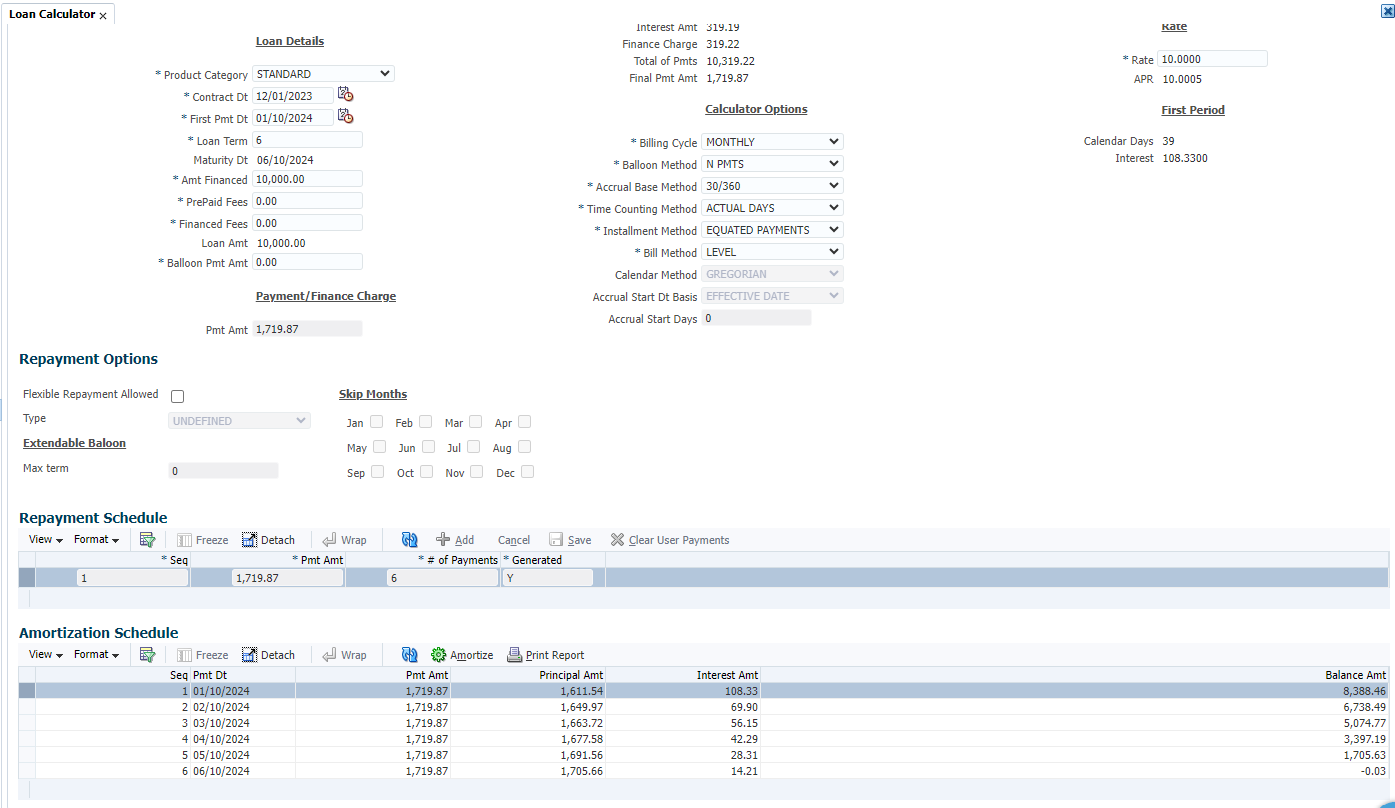 Loan Calculator
Loan Details
* Product Category STANDARD
* Contract Dt 12/01/2023
* First Pmt Dt 01/10/2024
* Loan Term 6
Maturity Dt 06/10/2024
* Amt Financed 10,000.00
* PrePaid Fees 0.00
* Financed Fees 0.00
Loan Amt 10,000.00
* Balloon Pmt Amt 0.00
Payment/Finance Charge
Pmt Amt 1,719.87
Interest Amt 319.19
Finance Charge 319.22
Total of Pmts 10,319.22
Final Pmt Amt 1,719.87
Calculator Options
* Billing Cycle MONTHLY
* Balloon Method N PMTS
* Accrual Base Method 30/360
* Time Counting Method ACTUAL DAYS
* Installment Method EQUATED PAYMENTS
* Bill Method LEVEL
Calendar Method GREGORIAN
Accrual Start Dt Basis EFFECTIVE DATE
Accrual Start Days 0
Rate
* Rate 10.0000
APR 10.0005
First Period
Calendar Days 39
Interest 108.3300
Repayment Options
Flexible Repayment Allowed
Type UNDEFINED
Extendable Baloon
Max term 0
Skip Months
Jan Feb Mar Apr
May Jun Jul Aug
Sep Oct Nov Dec
Repayment Schedule
View Format Freeze Detach Wrap Add Cancel Save Clear User Payments
* Seq * Pmt Amt * # of Payments * Generated
1 1,719.87 6 Y
Amortization Schedule
View Format Freeze Detach Wrap Amortize Print Report
Seq Pmt Dt Pmt Amt Principal Amt Interest Amt Balance Amt
1 01/10/2024 1,719.87 1,611.54 108.33 8,388.46
2 02/10/2024 1,719.87 1,649.97 69.90 6,738.49
3 03/10/2024 1,719.87 1,663.72 56.15 5,074.77
4 04/10/2024 1,719.87 1,677.58 42.29 3,397.19
5 05/10/2024 1,719.87 1,691.56 28.31 1,705.63
6 06/10/2024 1,719.87 1,705.66 14.21 -0.03